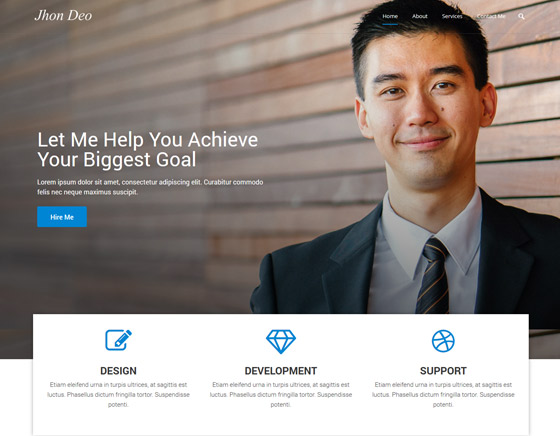 Jhon Deo
Home About Services Contact Me
Let Me Help You Achieve
Your Biggest Goal
Lorem ipsum dolor sit amet, consectetur adipiscing elit. Curabitur commodo
felis nec neque maximus suscipit.
Hire Me
DESIGN
Etiam eleifend urna in turpis ultrices, at sagittis est
luctus. Phasellus dictum fringilla tortor. Suspendisse
potenti.
DEVELOPMENT
Etiam eleifend urna in turpis ultrices, at sagittis est
luctus. Phasellus dictum fringilla tortor. Suspendisse
potenti.
SUPPORT
Etiam eleifend urna in turpis ultrices, at sagittis est
luctus. Phasellus dictum fringilla tortor. Suspendisse
potenti.